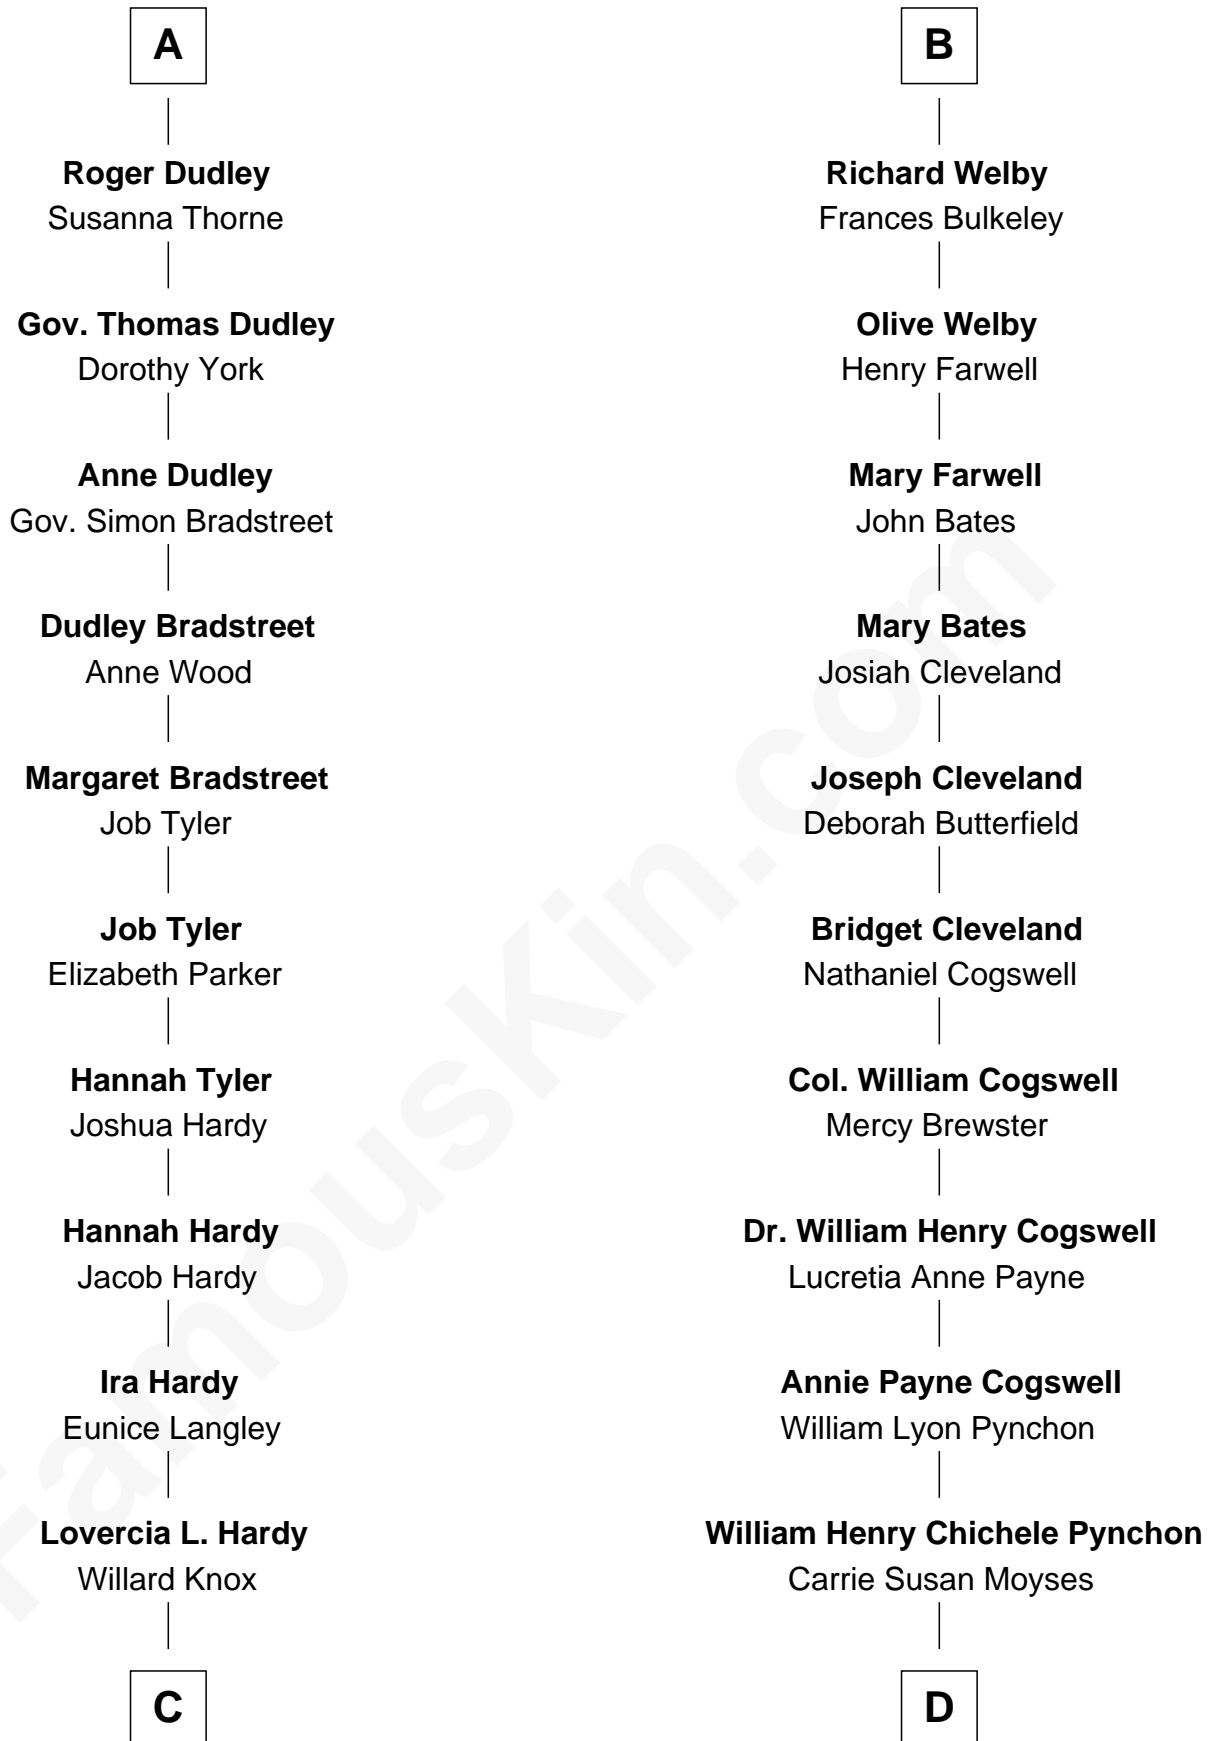 A
Roger Dudley
Susanna Thorne
Gov. Thomas Dudley
Dorothy York
Anne Dudley
Gov. Simon Bradstreet
Dudley Bradstreet
Anne Wood
Margaret Bradstreet
Job Tyler
Job Tyler
Elizabeth Parker
Hannah Tyler
Joshua Hardy
Hannah Hardy
Jacob Hardy
Ira Hardy
Eunice Langley
Lovercia L. Hardy
Willard Knox
C
B
Richard Welby
Frances Bulkeley
Olive Welby
Henry Farwell
Mary Farwell
John Bates
Mary Bates
Josiah Cleveland
Joseph Cleveland
Deborah Butterfield
Bridget Cleveland
Nathaniel Cogswell
Col. William Cogswell
Mercy Brewster
Dr. William Henry Cogswell
Lucretia Anne Payne
Annie Payne Cogswell
William Lyon Pynchon
William Henry Chichele Pynchon
Carrie Susan Moyses
D
FamousKin.com